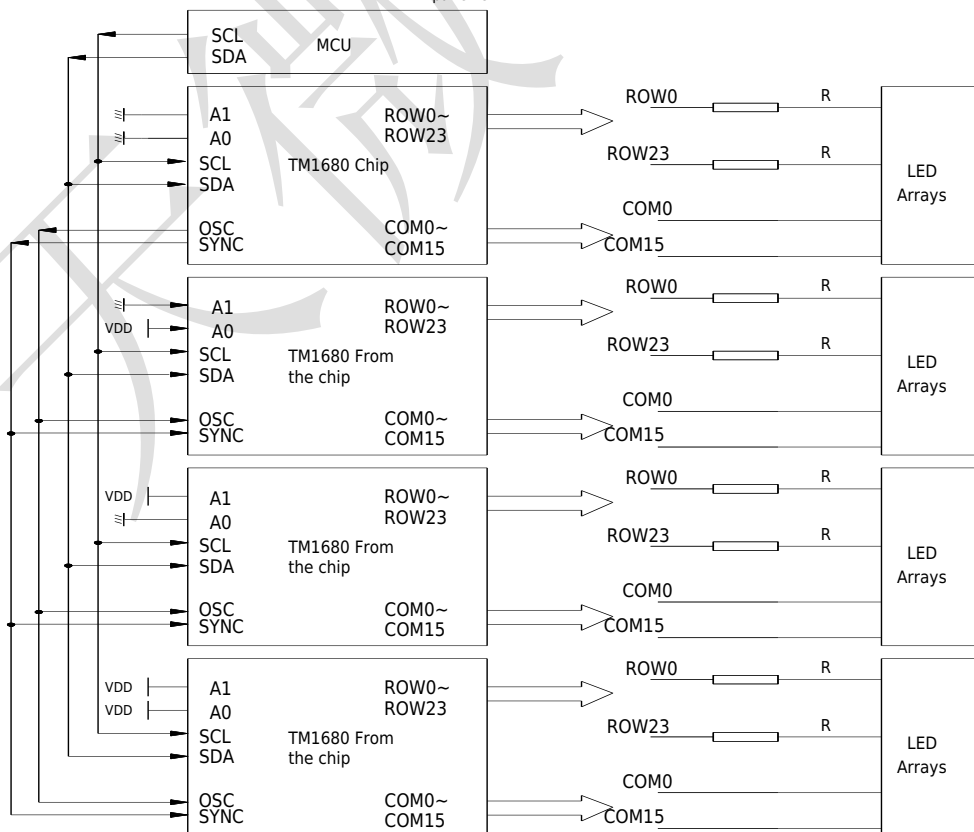 SCL
SDA
MCU
A1
A0
SCL
SDA
OSC
SYNC
TM1680 Chip
ROW0~
ROW23
COM0~
COM15
ROW0
R
ROW23
R
COM0
COM15
LED
Arrays
A1
VDD
A0
SCL
SDA
OSC
SYNC
TM1680 From
the chip
ROW0~
ROW23
COM0~
COM15
ROW0
R
ROW23
R
COM0
COM15
LED
Arrays
VDD
A1
A0
SCL
SDA
OSC
SYNC
TM1680 From
the chip
ROW0~
ROW23
COM0~
COM15
ROW0
R
ROW23
R
COM0
COM15
LED
Arrays
VDD
A1
VDD
A0
SCL
SDA
OSC
SYNC
TM1680 From
the chip
ROW0~
ROW23
COM0~
COM15
ROW0
R
ROW23
R
COM0
COM15
LED
Arrays